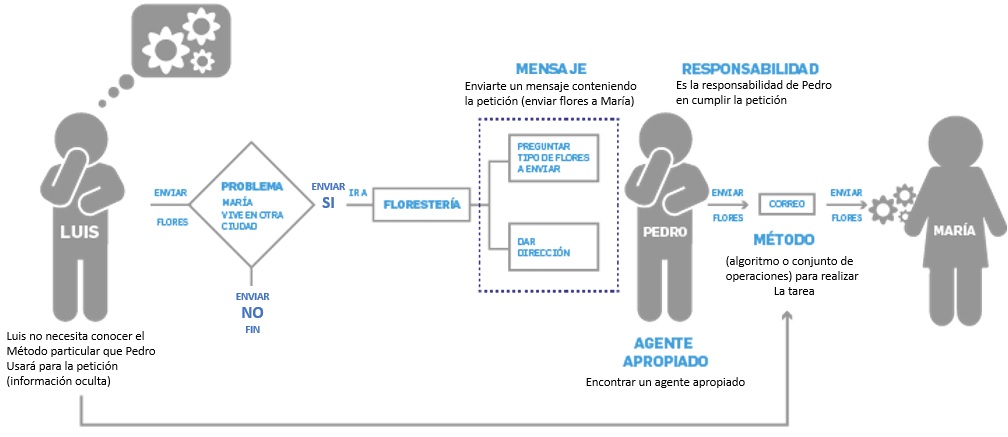 MENSAJE
Enviarte un mensaje conteniendo
la petición (enviar flores a María)
RESPONSABILIDAD
Es la responsabilidad de Pedro
en cumplir la petición
LUIS
ENVIAR
FLORES
PROBLEMA
MARÍA
VIVE EN OTRA
CIUDAD
ENVIAR
SI
IR A
FLORESTERÍA
PREGUNTAR
TIPO DE FLORES
A ENVIAR
DAR
DIRECCIÓN
PEDRO
ENVIAR
FLORES
CORREO
ENVIAR
FLORES
MARÍA
MÉTODO
(algoritmo o conjunto de
operaciones) para realizar
La tarea
ENVIAR
NO
FIN
AGENTE
APROPIADO
Encontrar un agente apropiado
Luis no necesita conocer el
Método particular que Pedro
Usará para la petición
(información oculta)